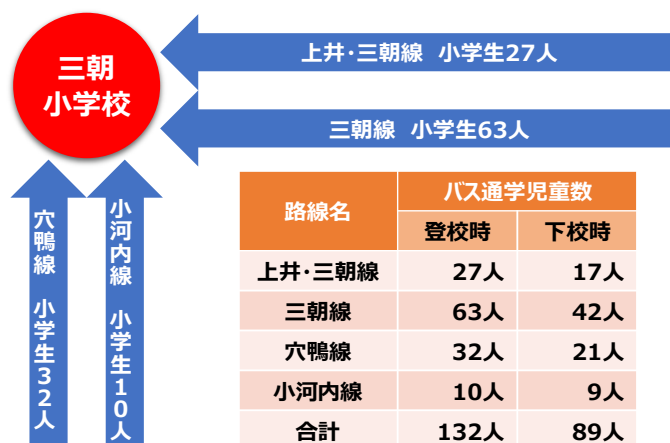 三朝
小学校
上井・三朝線 小学生27人
三朝線 小学生63人
穴鴨線 小学生32人
小河内線 小学生10人
路線名 バス通学児童数
登校時 下校時
上井・三朝線 27人 17人
三朝線 63人 42人
穴鴨線 32人 21人
小河内線 10人 9人
合計 132人 89人